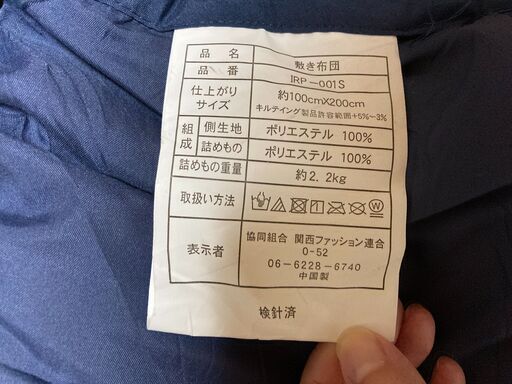 品名 敷き布団
品番 IRP-001S
仕上がりサイズ 約100cmX200cm
キルテイング製品許容範囲+5%-3%
組成 側生地 ポリエステル 100%
詰めもの ポリエステル 100%
詰めもの重量 約2.2kg
取扱い方法
表示者 協同組合 関西ファッション連合
0-52
06-6228-6740
中国製
検針済